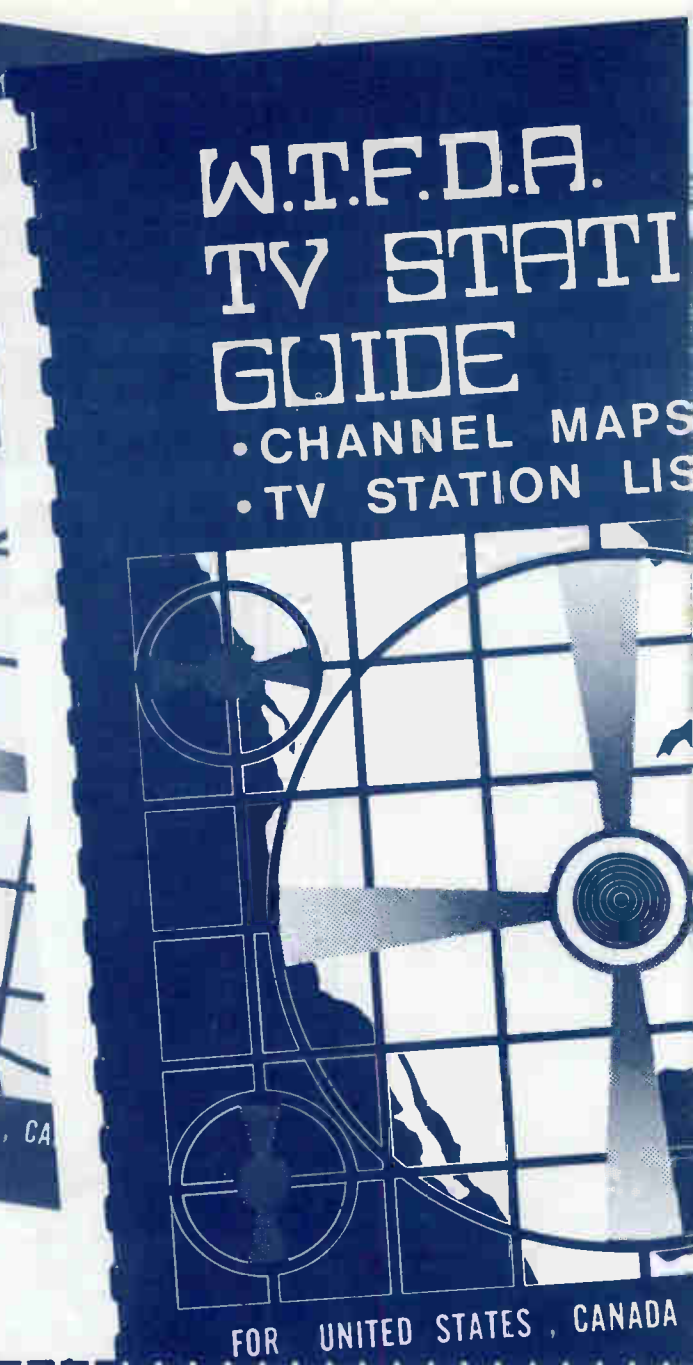 W.T.F.D.A.
TV STATI
GUIDE
• CHANNEL MAPS
• TV STATION LIS
FOR UNITED STATES , CANADA
, CA